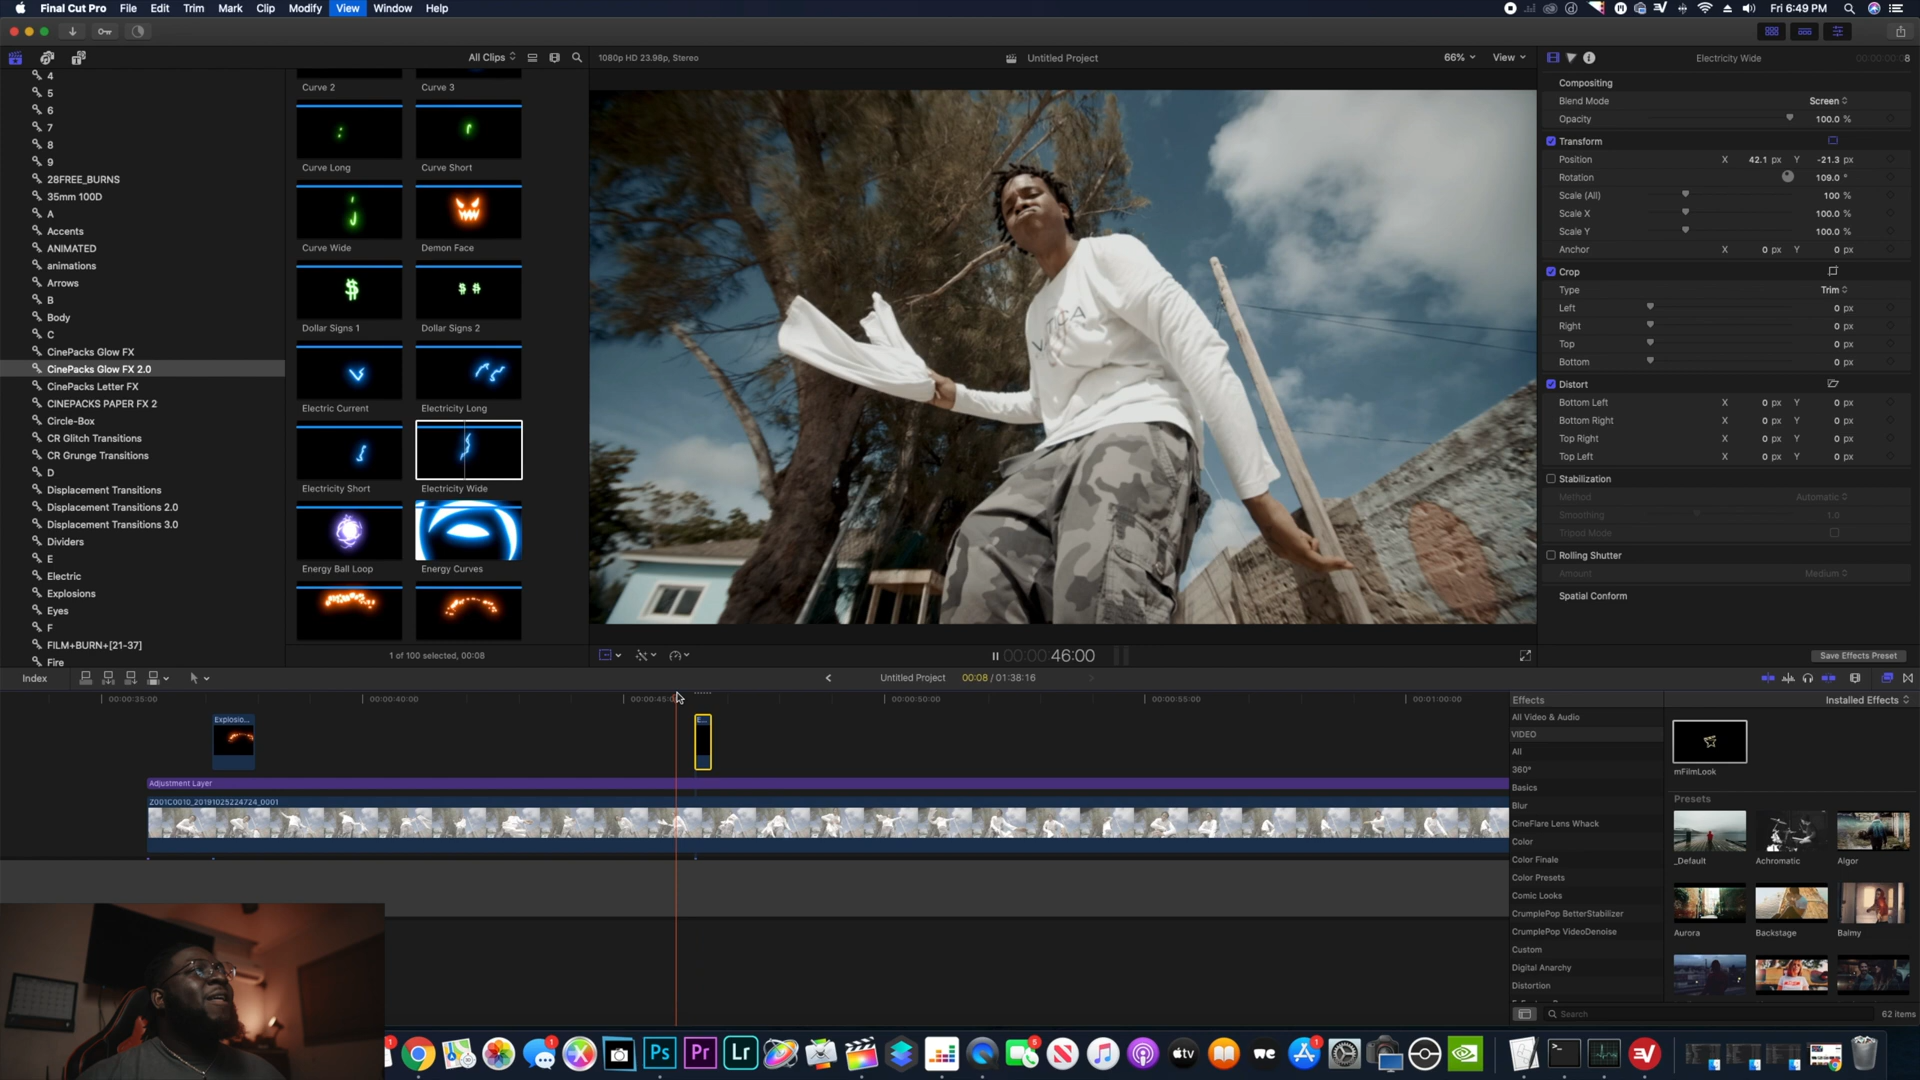 Final Cut Pro File Edit Trim Mark Clip Modify View Window Help
Fri 6:49 PM
All Clips
1080p HD 23.98p, Stereo
Untitled Project
66%
View
Electricity Wide
8
4
5
6
7
8
9
28FREE_BURNS
35mm 100D
A
Accents
ANIMATED
animations
Arrows
B
Body
C
CinePacks Glow FX
CinePacks Glow FX 2.0
CinePacks Letter FX
CINEPACKS PAPER FX 2
Circle-Box
CR Glitch Transitions
CR Grunge Transitions
D
Displacement Transitions
Displacement Transitions 2.0
Displacement Transitions 3.0
Dividers
E
Electric
Explosions
Eyes
F
FILM+BURN+[21-37]
Fire
Curve 2
Curve 3
Curve Long
Curve Short
Curve Wide
Demon Face
Dollar Signs 1
Dollar Signs 2
Electric Current
Electricity Long
Electricity Short
Electricity Wide
Energy Ball Loop
Energy Curves
1 of 100 selected, 00:08
Compositing
Blend Mode Screen
Opacity 100.0 %
Transform
Position X 42.1 px Y -21.3 px
Rotation 109.0 °
Scale (All) 100 %
Scale X 100.0 %
Scale Y 100.0 %
Anchor X 0 px Y 0 px
Crop
Type Trim
Left 0 px
Right 0 px
Top 0 px
Bottom 0 px
Distort
Bottom Left X 0 px Y 0 px
Bottom Right X 0 px Y 0 px
Top Right X 0 px Y 0 px
Top Left X 0 px Y 0 px
Stabilization
Method Automatic
Smoothing 1.0
Tripod Mode
Rolling Shutter
Amount Medium
Spatial Conform
Save Effects Preset
00:00:46:00
Index
Untitled Project 00:08 / 01:38:16
00:00:35:00
00:00:40:00
00:00:45:
00:00:50:00
00:00:55:00
00:01:00:00
Explosio...
E...
Adjustment Layer
Z001C0010_20191025224724_0001
Effects
Installed Effects
All Video & Audio
VIDEO
All
360°
Basics
Blur
CineFlare Lens Whack
Color
Color Finale
Color Presets
Comic Looks
CrumplePop BetterStabilizer
CrumplePop VideoDenoise
Custom
Digital Anarchy
Distortion
mFilmLook
Presets
_Default
Achromatic
Algor
Aurora
Backstage
Balmy
Search
62 items
Ps
Pr
Lr
tv
we